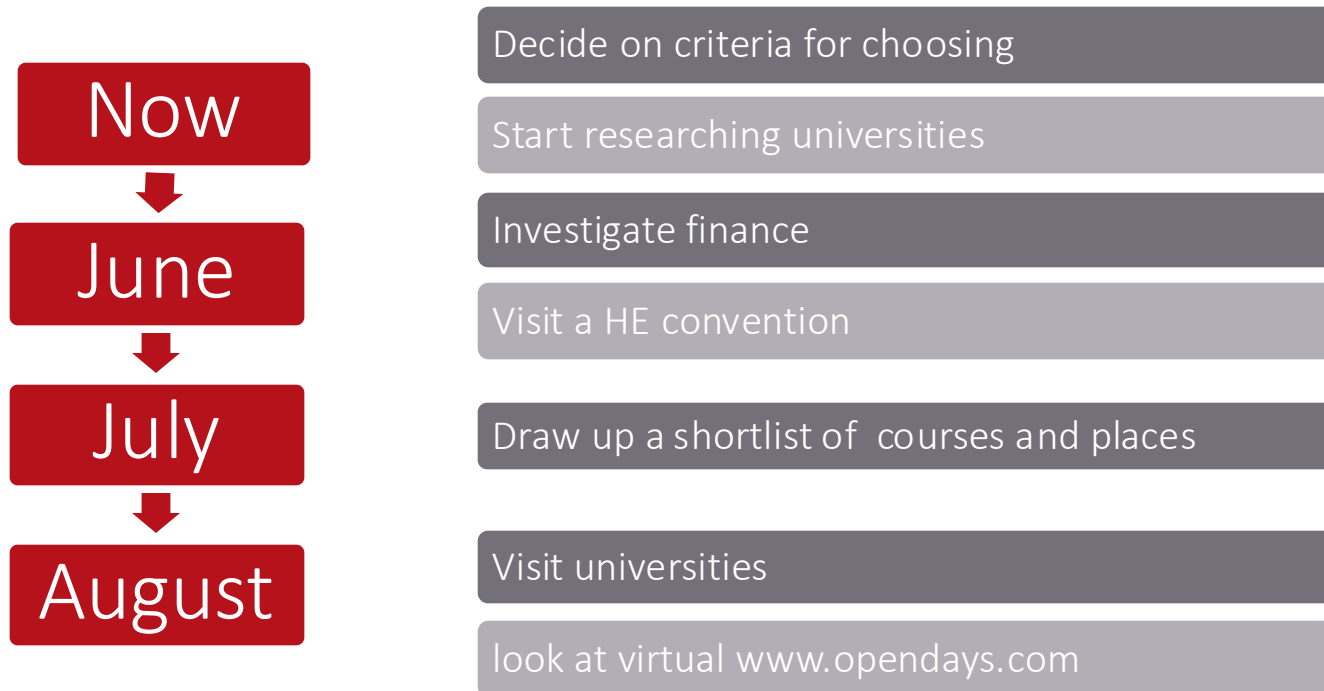 Now
Decide on criteria for choosing
Start researching universities
June
Investigate finance
Visit a HE convention
July
Draw up a shortlist of  courses and places
August
Visit universities
look at virtual www.opendays.com